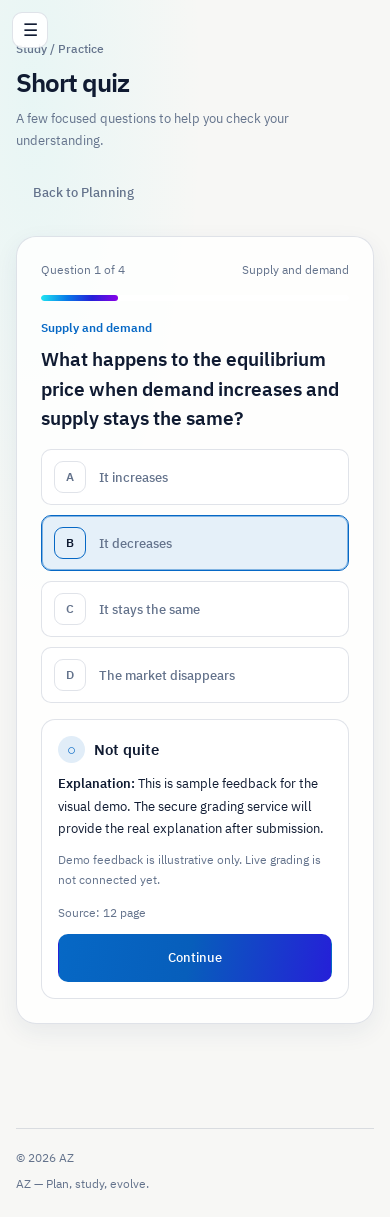 ☰
Study / Practice
Short quiz
A few focused questions to help you check your
understanding.
Back to Planning
Question 1 of 4
Supply and demand
Supply and demand
What happens to the equilibrium
price when demand increases and
supply stays the same?
A
It increases
B
It decreases
C
It stays the same
D
The market disappears
○
Not quite
Explanation: This is sample feedback for the
visual demo. The secure grading service will
provide the real explanation after submission.
Demo feedback is illustrative only. Live grading is
not connected yet.
Source: 12 page
Continue
© 2026 AZ
AZ — Plan, study, evolve.